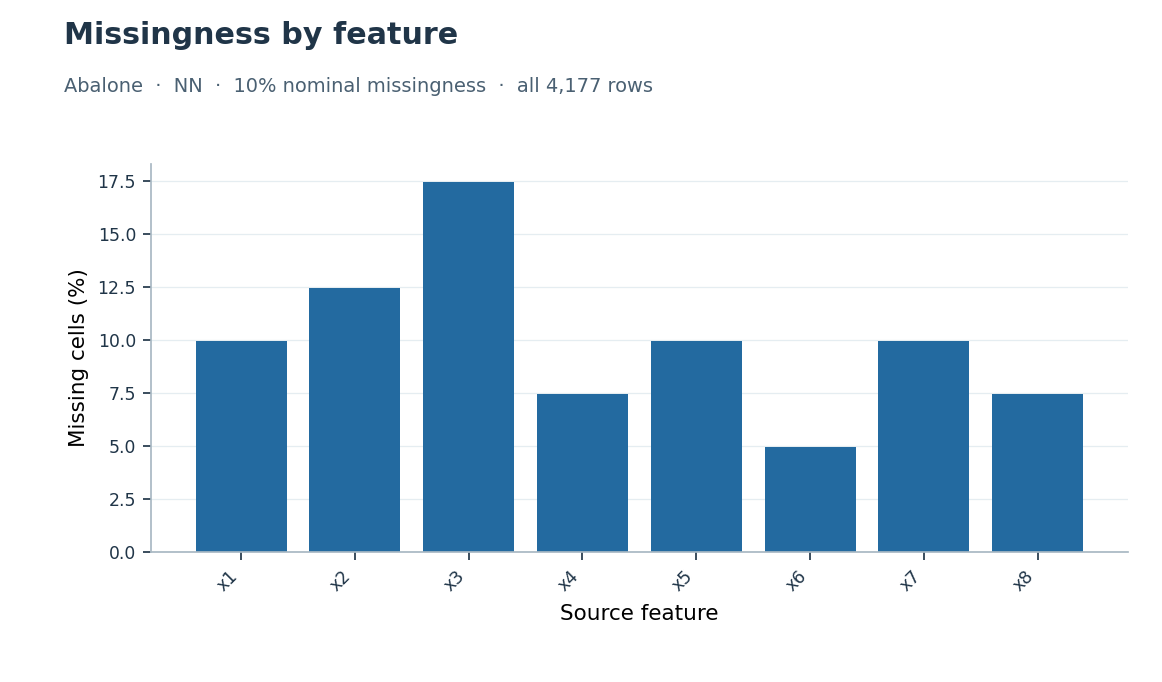 Missingness by feature
Abalone · NN · 10% nominal missingness · all 4,177 rows
Missing cells (%)
17.5
15.0
12.5
10.0
7.5
5.0
2.5
0.0
x1 x2 x3 x4 x5 x6 x7 x8
Source feature